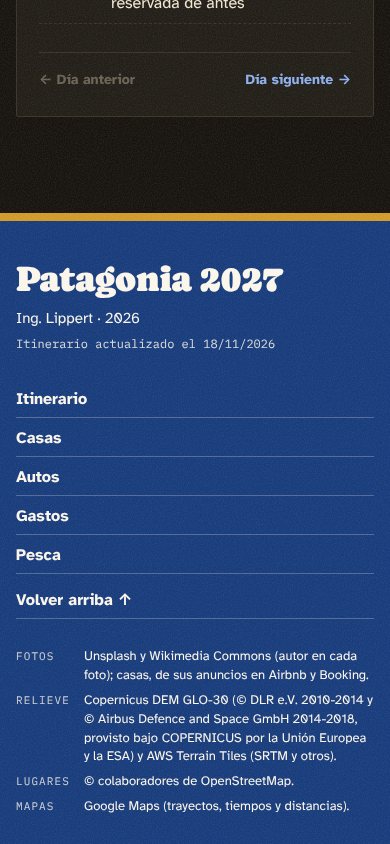 reservada de antes
← Día anterior Día siguiente →
Patagonia 2027
Ing. Lippert · 2026
Itinerario actualizado el 18/11/2026
Itinerario
Casas
Autos
Gastos
Pesca
Volver arriba ↑
FOTOS Unsplash y Wikimedia Commons (autor en cada
foto); casas, de sus anuncios en Airbnb y Booking.
RELIEVE Copernicus DEM GLO-30 (© DLR e.V. 2010-2014 y
© Airbus Defence and Space GmbH 2014-2018,
provisto bajo COPERNICUS por la Unión Europea
y la ESA) y AWS Terrain Tiles (SRTM y otros).
LUGARES © colaboradores de OpenStreetMap.
MAPAS Google Maps (trayectos, tiempos y distancias).